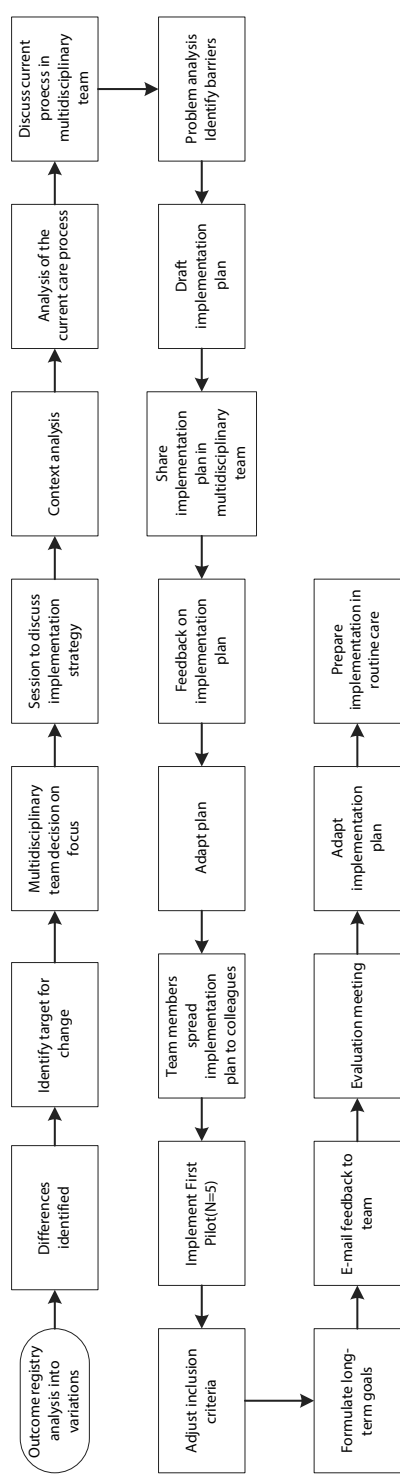 Outcome registry
analysis into
variations
Differences
identified
Identify target for
change
Multidisciplinary
team decision on
focus
Session to discuss
implementation
strategy
Context analysis
Analysis of the
current care process
Discuss current
proecss in
multidisciplinary
team
Problem analysis
Identify barriers
Draft
implementation
plan
Share
implementation
plan in
multidisciplinary
team
Feedback on
implementation
plan
Adapt plan
Team members
spread
implementation
plan to colleagues
Implement First
Pilot(N=5)
Adjust inclusion
criteria
Formulate long-
term goals
E-mail feedback to
team
Evaluation meeting
Adapt
implementation
plan
Prepare
implementation in
routine care